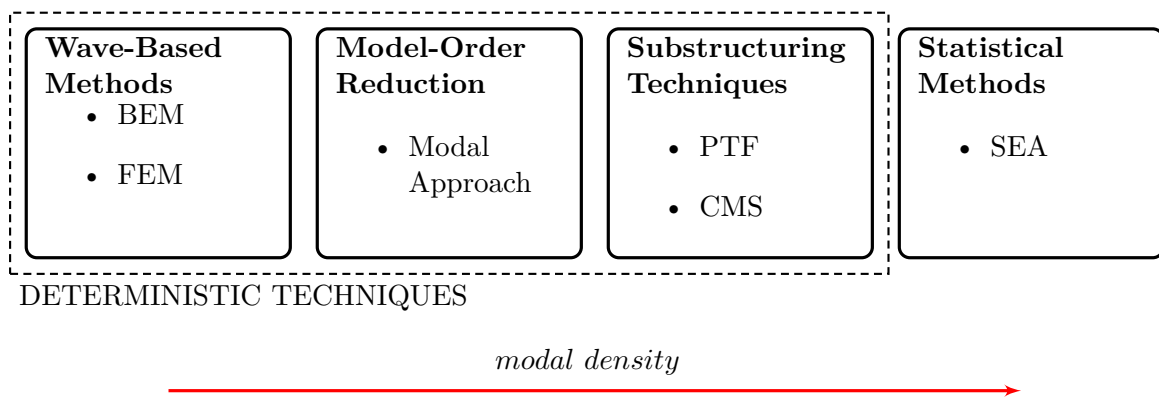 Wave-Based
Methods
• BEM
• FEM
Model-Order
Reduction
• Modal
Approach
Substructuring
Techniques
• PTF
• CMS
Statistical
Methods
• SEA
DETERMINISTIC TECHNIQUES
modal density